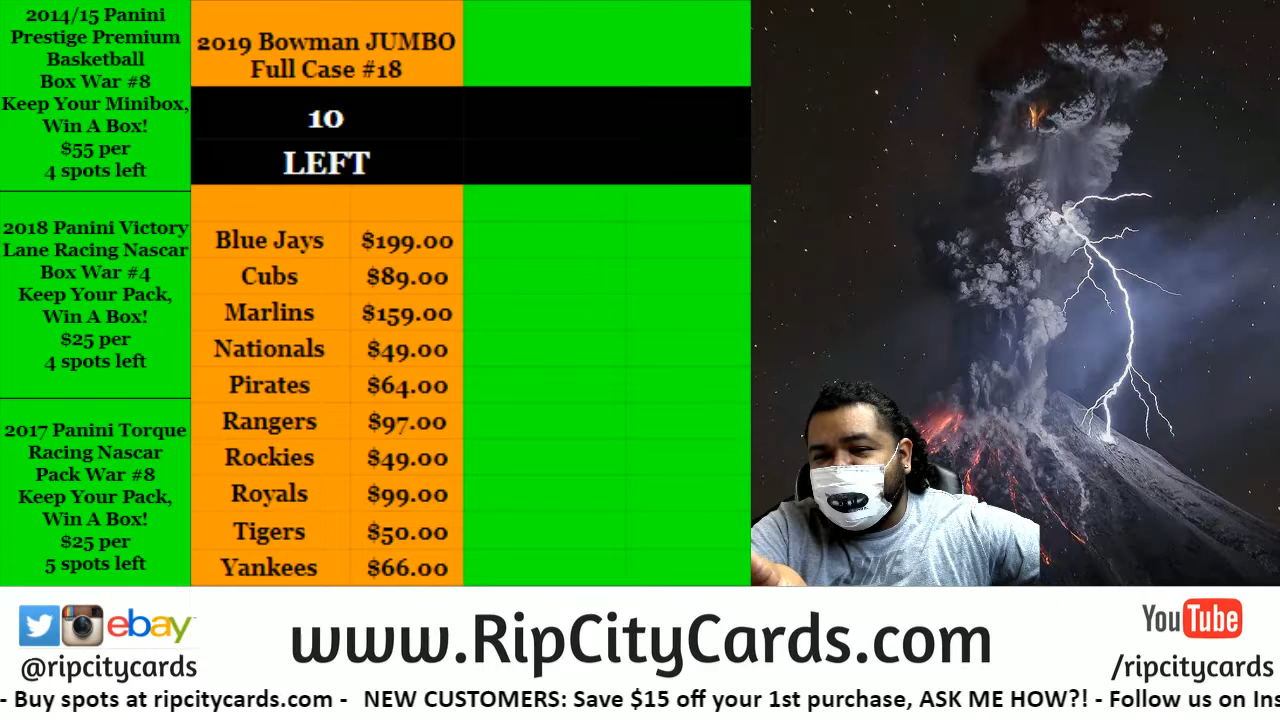 2014/15 Panini
Prestige Premium
Basketball
Box War #8
Keep Your Minibox,
Win A Box!
$55 per
4 spots left
2018 Panini Victory
Lane Racing Nascar
Box War #4
Keep Your Pack,
Win A Box!
$25 per
4 spots left
2017 Panini Torque
Racing Nascar
Pack War #8
Keep Your Pack,
Win A Box!
$25 per
5 spots left
2019 Bowman JUMBO
Full Case #18
10
LEFT
Blue Jays $199.00
Cubs $89.00
Marlins $159.00
Nationals $49.00
Pirates $64.00
Rangers $97.00
Rockies $49.00
Royals $99.00
Tigers $50.00
Yankees $66.00
ebay
@ripcitycards
www.RipCityCards.com
YouTube
/ripcitycards
- Buy spots at ripcitycards.com - NEW CUSTOMERS: Save $15 off your 1st purchase, ASK ME HOW?! - Follow us on Ins